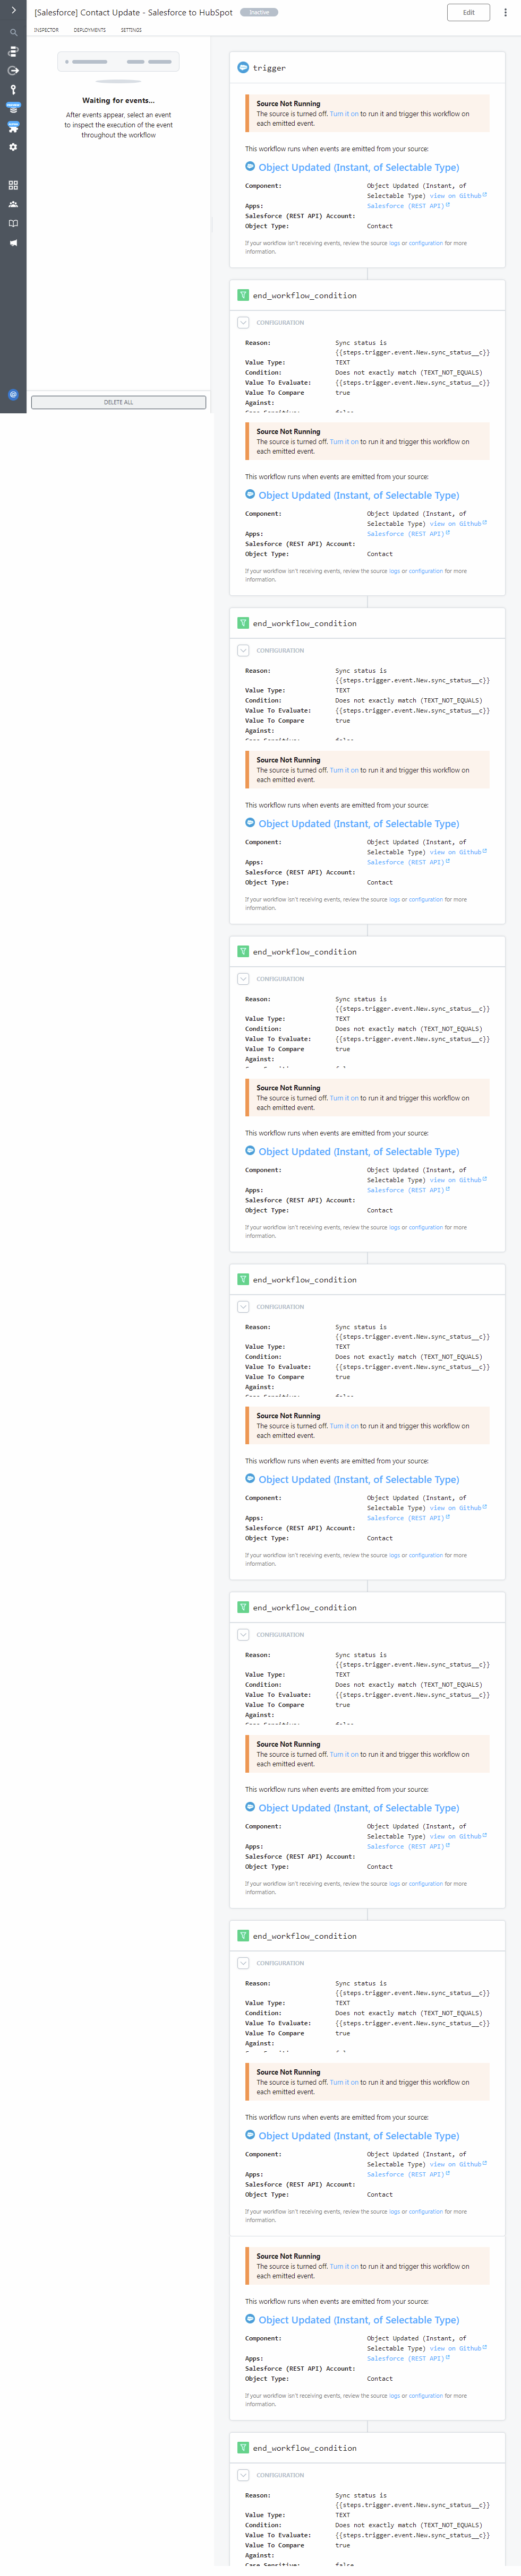 [Salesforce] Contact Update - Salesforce to HubSpot
Inactive
Edit
INSPECTOR
DEPLOYMENTS
SETTINGS
Waiting for events...
After events appear, select an event
to inspect the execution of the event
throughout the workflow
DELETE ALL
trigger
Source Not Running
The source is turned off. Turn it on to run it and trigger this workflow on
each emitted event.
This workflow runs when events are emitted from your source:
Object Updated (Instant, of Selectable Type)
Component: Object Updated (Instant, of
Selectable Type) view on Github
Apps: Salesforce (REST API)
Salesforce (REST API) Account:
Object Type: Contact
If your workflow isn't receiving events, review the source logs or configuration for more
information.
end_workflow_condition
CONFIGURATION
Reason: Sync status is
{{steps.trigger.event.New.sync_status__c}}
Value Type: TEXT
Condition: Does not exactly match (TEXT_NOT_EQUALS)
Value To Evaluate: {{steps.trigger.event.New.sync_status__c}}
Value To Compare true
Against:
Source Not Running
The source is turned off. Turn it on to run it and trigger this workflow on
each emitted event.
This workflow runs when events are emitted from your source:
Object Updated (Instant, of Selectable Type)
Component: Object Updated (Instant, of
Selectable Type) view on Github
Apps: Salesforce (REST API)
Salesforce (REST API) Account:
Object Type: Contact
If your workflow isn't receiving events, review the source logs or configuration for more
information.
end_workflow_condition
CONFIGURATION
Reason: Sync status is
{{steps.trigger.event.New.sync_status__c}}
Value Type: TEXT
Condition: Does not exactly match (TEXT_NOT_EQUALS)
Value To Evaluate: {{steps.trigger.event.New.sync_status__c}}
Value To Compare true
Against:
Source Not Running
The source is turned off. Turn it on to run it and trigger this workflow on
each emitted event.
This workflow runs when events are emitted from your source:
Object Updated (Instant, of Selectable Type)
Component: Object Updated (Instant, of
Selectable Type) view on Github
Apps: Salesforce (REST API)
Salesforce (REST API) Account:
Object Type: Contact
If your workflow isn't receiving events, review the source logs or configuration for more
information.
end_workflow_condition
CONFIGURATION
Reason: Sync status is
{{steps.trigger.event.New.sync_status__c}}
Value Type: TEXT
Condition: Does not exactly match (TEXT_NOT_EQUALS)
Value To Evaluate: {{steps.trigger.event.New.sync_status__c}}
Value To Compare true
Against:
Source Not Running
The source is turned off. Turn it on to run it and trigger this workflow on
each emitted event.
This workflow runs when events are emitted from your source:
Object Updated (Instant, of Selectable Type)
Component: Object Updated (Instant, of
Selectable Type) view on Github
Apps: Salesforce (REST API)
Salesforce (REST API) Account:
Object Type: Contact
If your workflow isn't receiving events, review the source logs or configuration for more
information.
end_workflow_condition
CONFIGURATION
Reason: Sync status is
{{steps.trigger.event.New.sync_status__c}}
Value Type: TEXT
Condition: Does not exactly match (TEXT_NOT_EQUALS)
Value To Evaluate: {{steps.trigger.event.New.sync_status__c}}
Value To Compare true
Against:
Source Not Running
The source is turned off. Turn it on to run it and trigger this workflow on
each emitted event.
This workflow runs when events are emitted from your source:
Object Updated (Instant, of Selectable Type)
Component: Object Updated (Instant, of
Selectable Type) view on Github
Apps: Salesforce (REST API)
Salesforce (REST API) Account:
Object Type: Contact
If your workflow isn't receiving events, review the source logs or configuration for more
information.
end_workflow_condition
CONFIGURATION
Reason: Sync status is
{{steps.trigger.event.New.sync_status__c}}
Value Type: TEXT
Condition: Does not exactly match (TEXT_NOT_EQUALS)
Value To Evaluate: {{steps.trigger.event.New.sync_status__c}}
Value To Compare true
Against:
Source Not Running
The source is turned off. Turn it on to run it and trigger this workflow on
each emitted event.
This workflow runs when events are emitted from your source:
Object Updated (Instant, of Selectable Type)
Component: Object Updated (Instant, of
Selectable Type) view on Github
Apps: Salesforce (REST API)
Salesforce (REST API) Account:
Object Type: Contact
If your workflow isn't receiving events, review the source logs or configuration for more
information.
end_workflow_condition
CONFIGURATION
Reason: Sync status is
{{steps.trigger.event.New.sync_status__c}}
Value Type: TEXT
Condition: Does not exactly match (TEXT_NOT_EQUALS)
Value To Evaluate: {{steps.trigger.event.New.sync_status__c}}
Value To Compare true
Against:
Source Not Running
The source is turned off. Turn it on to run it and trigger this workflow on
each emitted event.
This workflow runs when events are emitted from your source:
Object Updated (Instant, of Selectable Type)
Component: Object Updated (Instant, of
Selectable Type) view on Github
Apps: Salesforce (REST API)
Salesforce (REST API) Account:
Object Type: Contact
If your workflow isn't receiving events, review the source logs or configuration for more
information.
Source Not Running
The source is turned off. Turn it on to run it and trigger this workflow on
each emitted event.
This workflow runs when events are emitted from your source:
Object Updated (Instant, of Selectable Type)
Component: Object Updated (Instant, of
Selectable Type) view on Github
Apps: Salesforce (REST API)
Salesforce (REST API) Account:
Object Type: Contact
If your workflow isn't receiving events, review the source logs or configuration for more
information.
end_workflow_condition
CONFIGURATION
Reason: Sync status is
{{steps.trigger.event.New.sync_status__c}}
Value Type: TEXT
Condition: Does not exactly match (TEXT_NOT_EQUALS)
Value To Evaluate: {{steps.trigger.event.New.sync_status__c}}
Value To Compare true
Against:
Case Sensitive: false